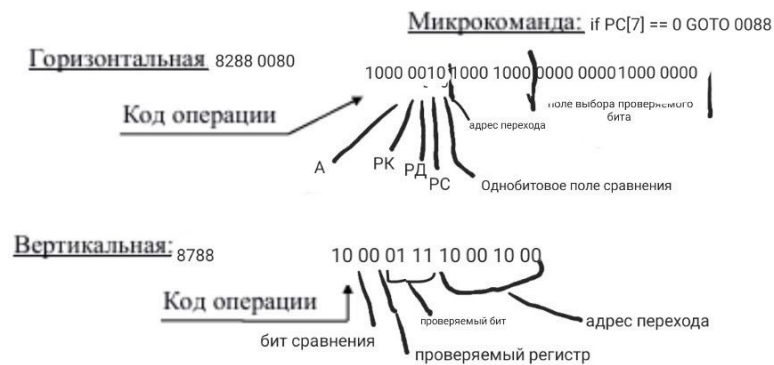 Микрокоманда: if PC[7] == 0 GOTO 0088
Горизонтальная 8288 0080
1000 0010 1000 1000 0000 0000 1000 0000
Код операции
адрес перехода
поле выбора проверяемого
бита
А
РК
РД
РС
Однобитовое поле сравнения
Вертикальная: 8788
10 00 01 11 10 00 10 00
Код операции
бит сравнения
проверяемый бит
проверяемый регистр
адрес перехода